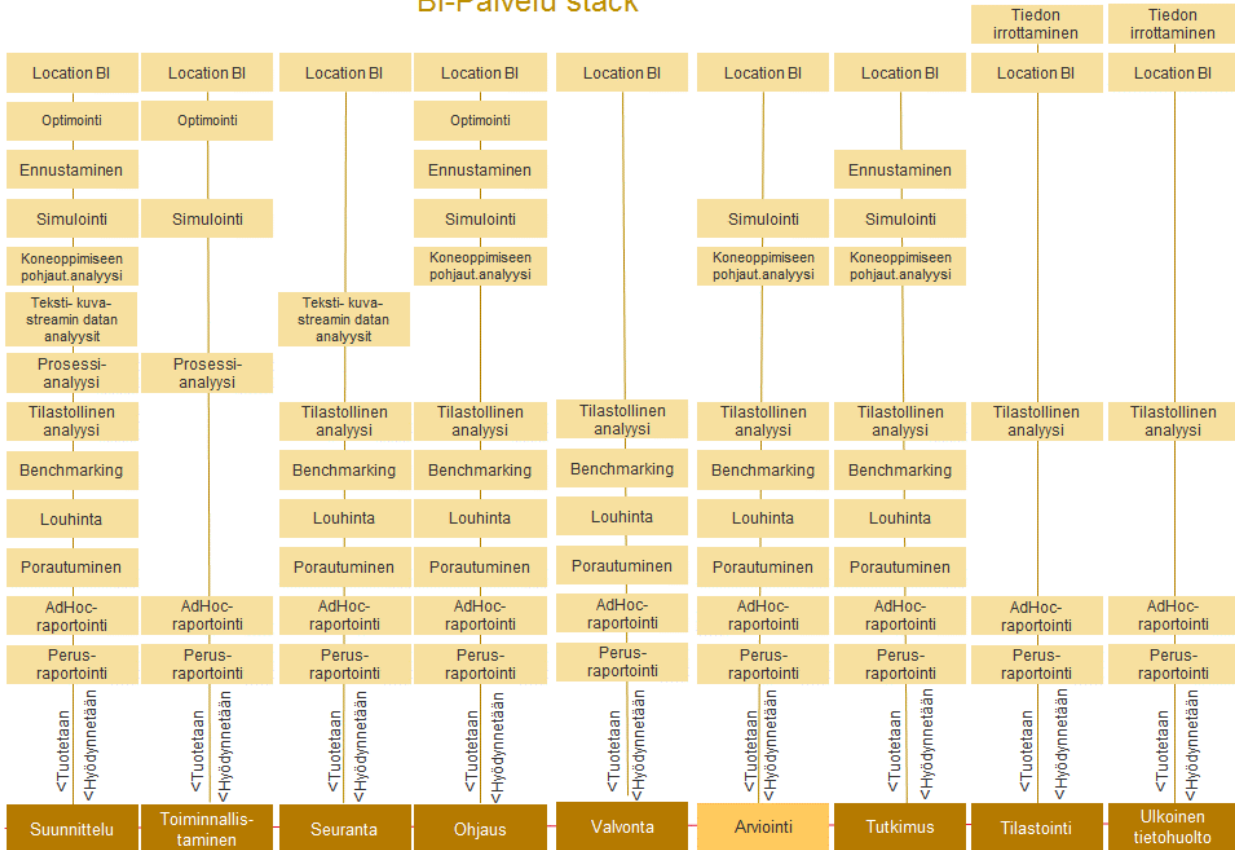 BI-Palvelu stack
Tiedon
irrottaminen
Tiedon
irrottaminen
Location BI
Location BI
Location BI
Location BI
Location BI
Location BI
Location BI
Location BI
Location BI
Optimointi
Optimointi
Optimointi
Ennustaminen
Ennustaminen
Ennustaminen
Simulointi
Simulointi
Simulointi
Simulointi
Simulointi
Koneoppimiseen
pohjaut.analyysi
Koneoppimiseen
pohjaut.analyysi
Koneoppimiseen
pohjaut.analyysi
Koneoppimiseen
pohjaut.analyysi
Teksti- kuva-
streamin datan
analyysit
Teksti- kuva-
streamin datan
analyysit
Prosessi-
analyysi
Prosessi-
analyysi
Tilastollinen
analyysi
Tilastollinen
analyysi
Tilastollinen
analyysi
Tilastollinen
analyysi
Tilastollinen
analyysi
Tilastollinen
analyysi
Tilastollinen
analyysi
Tilastollinen
analyysi
Benchmarking
Benchmarking
Benchmarking
Benchmarking
Benchmarking
Benchmarking
Louhinta
Louhinta
Louhinta
Louhinta
Louhinta
Louhinta
Porautuminen
Porautuminen
Porautuminen
Porautuminen
Porautuminen
Porautuminen
AdHoc-
raportointi
AdHoc-
raportointi
AdHoc-
raportointi
AdHoc-
raportointi
AdHoc-
raportointi
AdHoc-
raportointi
AdHoc-
raportointi
AdHoc-
raportointi
AdHoc-
raportointi
Perus-
raportointi
Perus-
raportointi
Perus-
raportointi
Perus-
raportointi
Perus-
raportointi
Perus-
raportointi
Perus-
raportointi
Perus-
raportointi
Perus-
raportointi
<Tuotetaan
<Hyödynnetään
<Tuotetaan
<Hyödynnetään
<Tuotetaan
<Hyödynnetään
<Tuotetaan
<Hyödynnetään
<Tuotetaan
<Hyödynnetään
<Tuotetaan
<Hyödynnetään
<Tuotetaan
<Hyödynnetään
<Tuotetaan
<Hyödynnetään
<Tuotetaan
<Hyödynnetään
Suunnittelu
Toiminnallis-
taminen
Seuranta
Ohjaus
Valvonta
Arviointi
Tutkimus
Tilastointi
Ulkoinen
tietohuolto